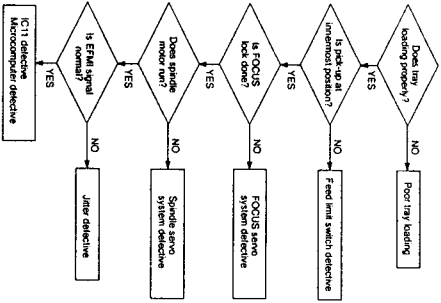 Does tray
loading properly?
NO
Poor tray loading
YES
Is pick-up at
innermost position?
NO
Feed limit switch defective
YES
Is FOCUS
lock done?
NO
FOCUS servo
system defective
YES
Does spindle
motor run?
NO
Spindle servo
system defective
YES
Is EFMI signal
normal?
NO
Jitter defective
YES
IC11 defective
Microcomputer defective